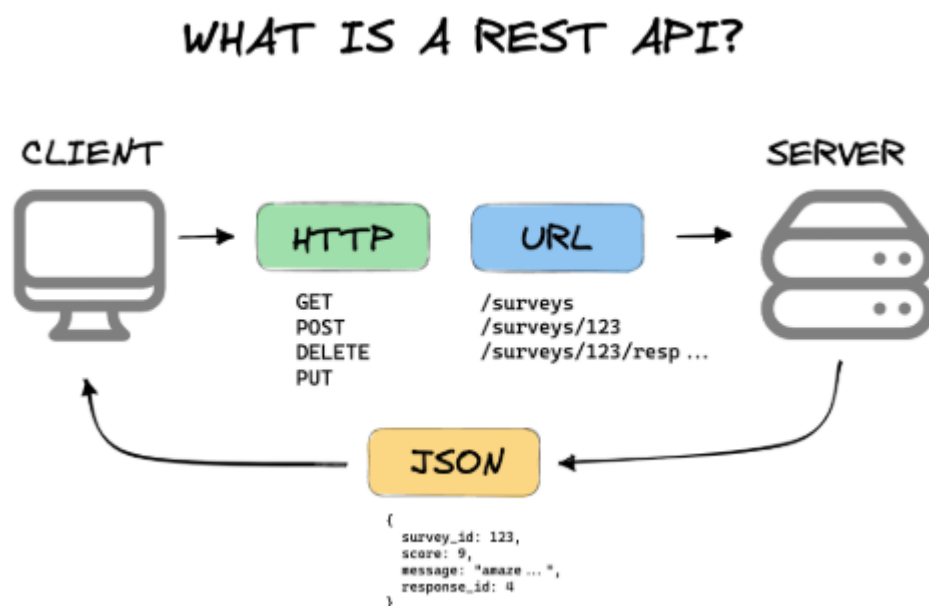 WHAT IS A REST API?
CLIENT
SERVER
HTTP
URL
GET
POST
DELETE
PUT
/surveys
/surveys/123
/surveys/123/resp ...
JSON
{
survey_id: 123,
score: 9,
message: "amaze ... ",
response_id: 4
}